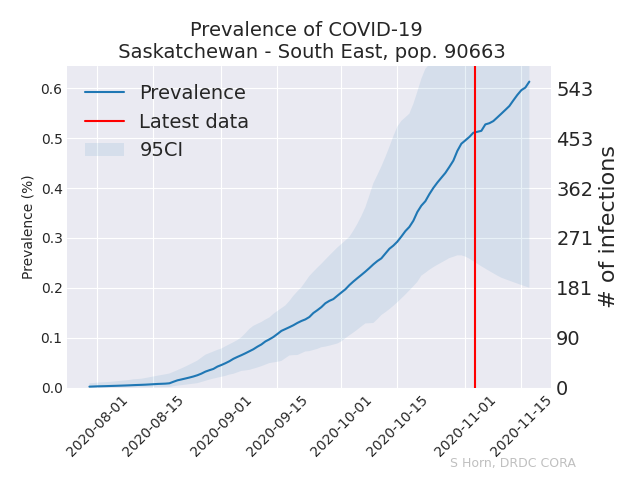 Prevalence of COVID-19
Saskatchewan - South East, pop. 90663
Prevalence
Latest data
95CI
Prevalence (%)
0.6
0.5
0.4
0.3
0.2
0.1
0.0
543
453
362
271
181
90
0
# of infections
2020-08-01
2020-08-15
2020-09-01
2020-09-15
2020-10-01
2020-10-15
2020-11-01
2020-11-15
S Horn, DRDC CORA